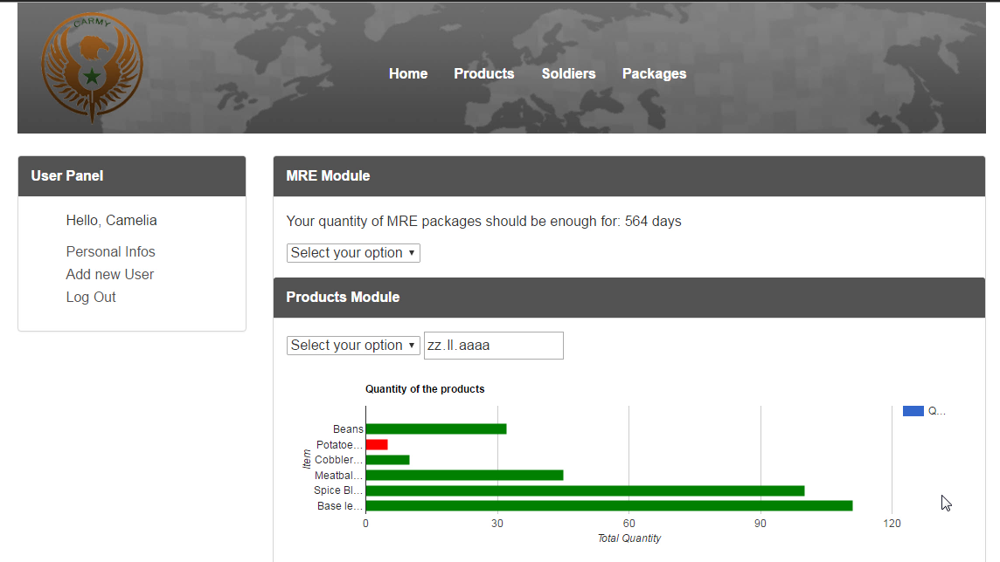 CARMY
Home Products Soldiers Packages
User Panel
Hello, Camelia
Personal Infos
Add new User
Log Out
MRE Module
Your quantity of MRE packages should be enough for: 564 days
Select your option
Products Module
Select your option zz.ll.aaaa
Quantity of the products
Q...
Item
Beans
Potatoe...
Cobbler...
Meatbal...
Spice Bl...
Base le...
0 30 60 90 120
Total Quantity